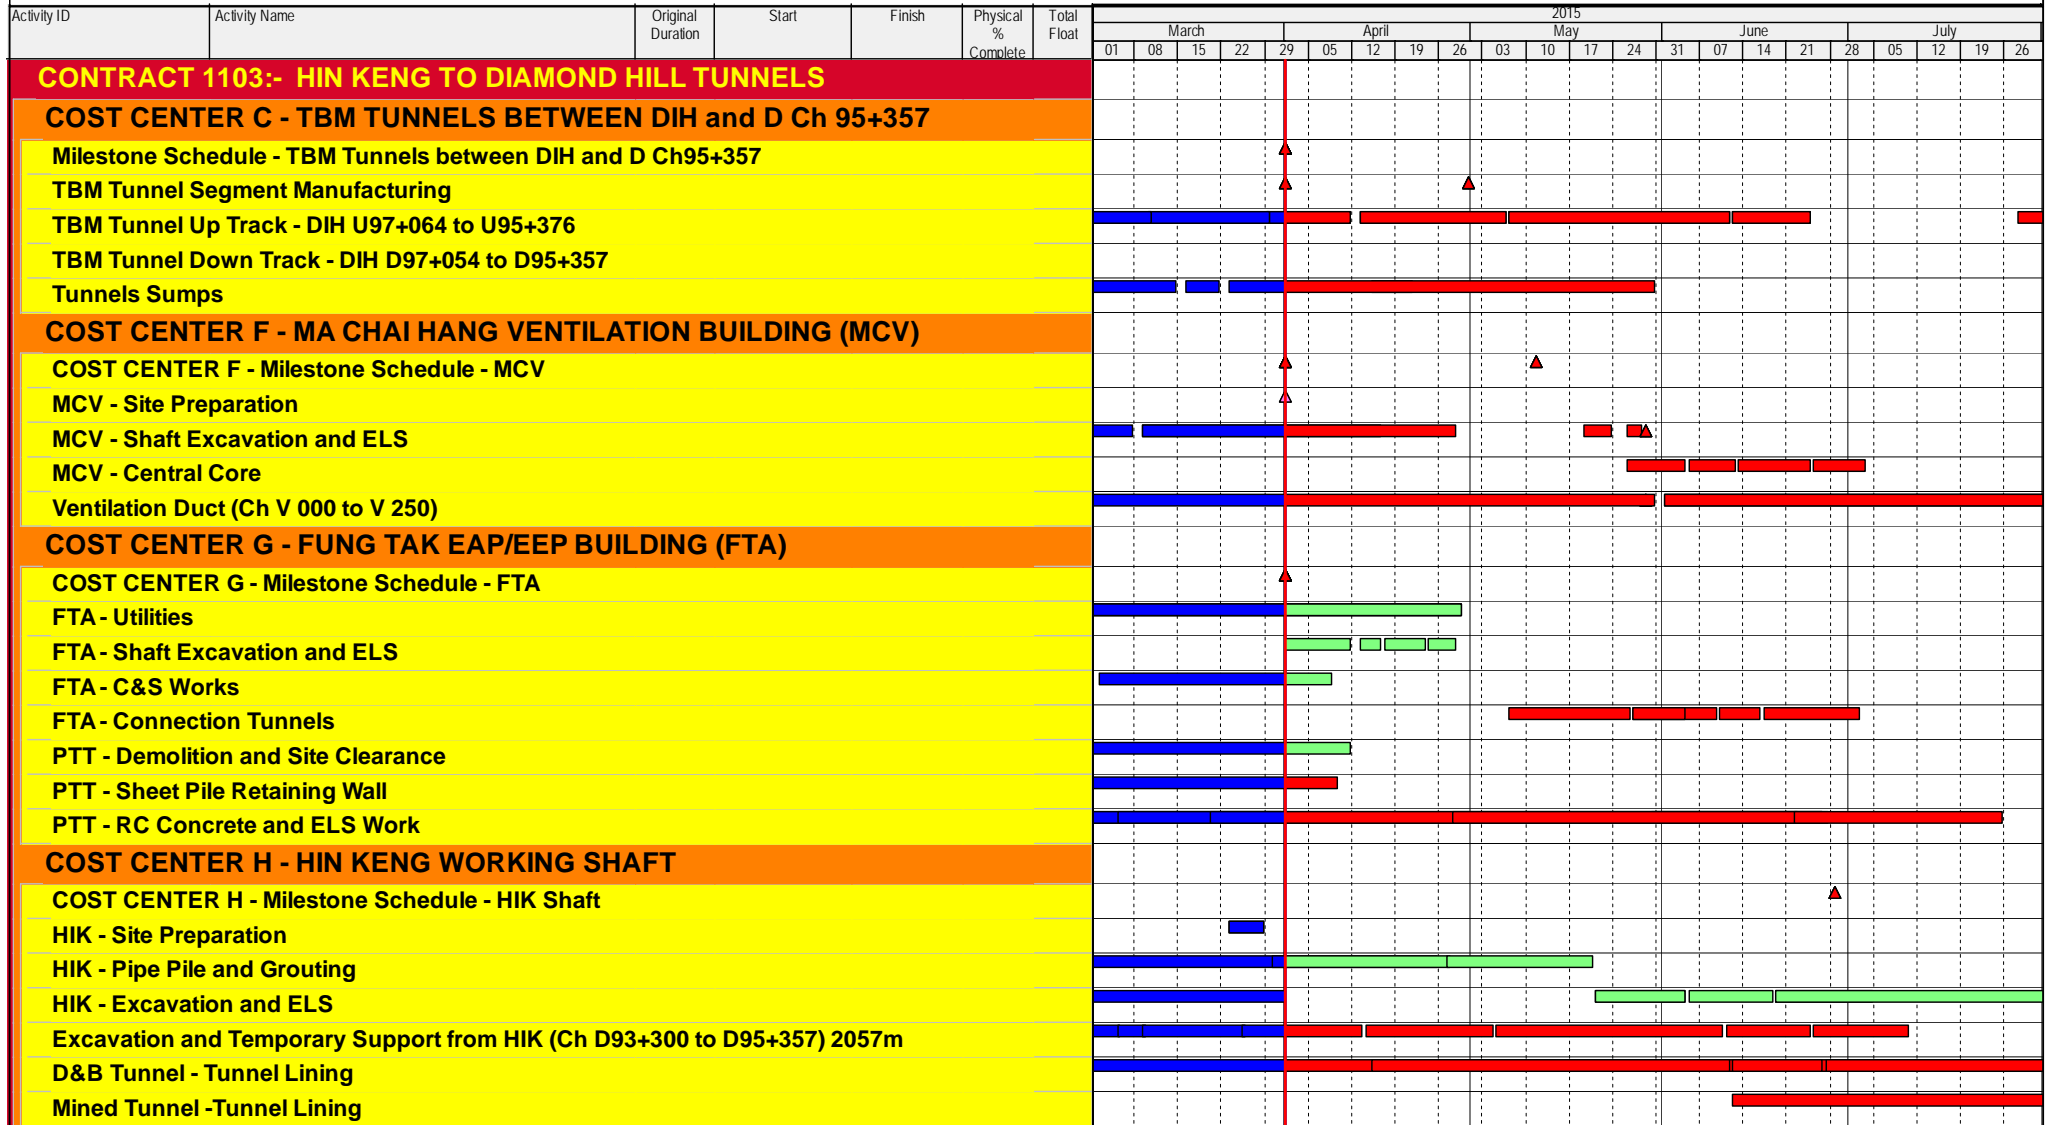 Activity ID Activity Name Original Duration Start Finish Physical % Complete Total Float 2015
March April May June July
01 08 15 22 29 05 12 19 26 03 10 17 24 31 07 14 21 28 05 12 19 26
CONTRACT 1103:- HIN KENG TO DIAMOND HILL TUNNELS
COST CENTER C - TBM TUNNELS BETWEEN DIH and D Ch 95+357
Milestone Schedule - TBM Tunnels between DIH and D Ch95+357
TBM Tunnel Segment Manufacturing
TBM Tunnel Up Track - DIH U97+064 to U95+376
TBM Tunnel Down Track - DIH D97+054 to D95+357
Tunnels Sumps
COST CENTER F - MA CHAI HANG VENTILATION BUILDING (MCV)
COST CENTER F - Milestone Schedule - MCV
MCV - Site Preparation
MCV - Shaft Excavation and ELS
MCV - Central Core
Ventilation Duct (Ch V 000 to V 250)
COST CENTER G - FUNG TAK EAP/EEP BUILDING (FTA)
COST CENTER G - Milestone Schedule - FTA
FTA - Utilities
FTA - Shaft Excavation and ELS
FTA - C&S Works
FTA - Connection Tunnels
PTT - Demolition and Site Clearance
PTT - Sheet Pile Retaining Wall
PTT - RC Concrete and ELS Work
COST CENTER H - HIN KENG WORKING SHAFT
COST CENTER H - Milestone Schedule - HIK Shaft
HIK - Site Preparation
HIK - Pipe Pile and Grouting
HIK - Excavation and ELS
Excavation and Temporary Support from HIK (Ch D93+300 to D95+357) 2057m
D&B Tunnel - Tunnel Lining
Mined Tunnel -Tunnel Lining